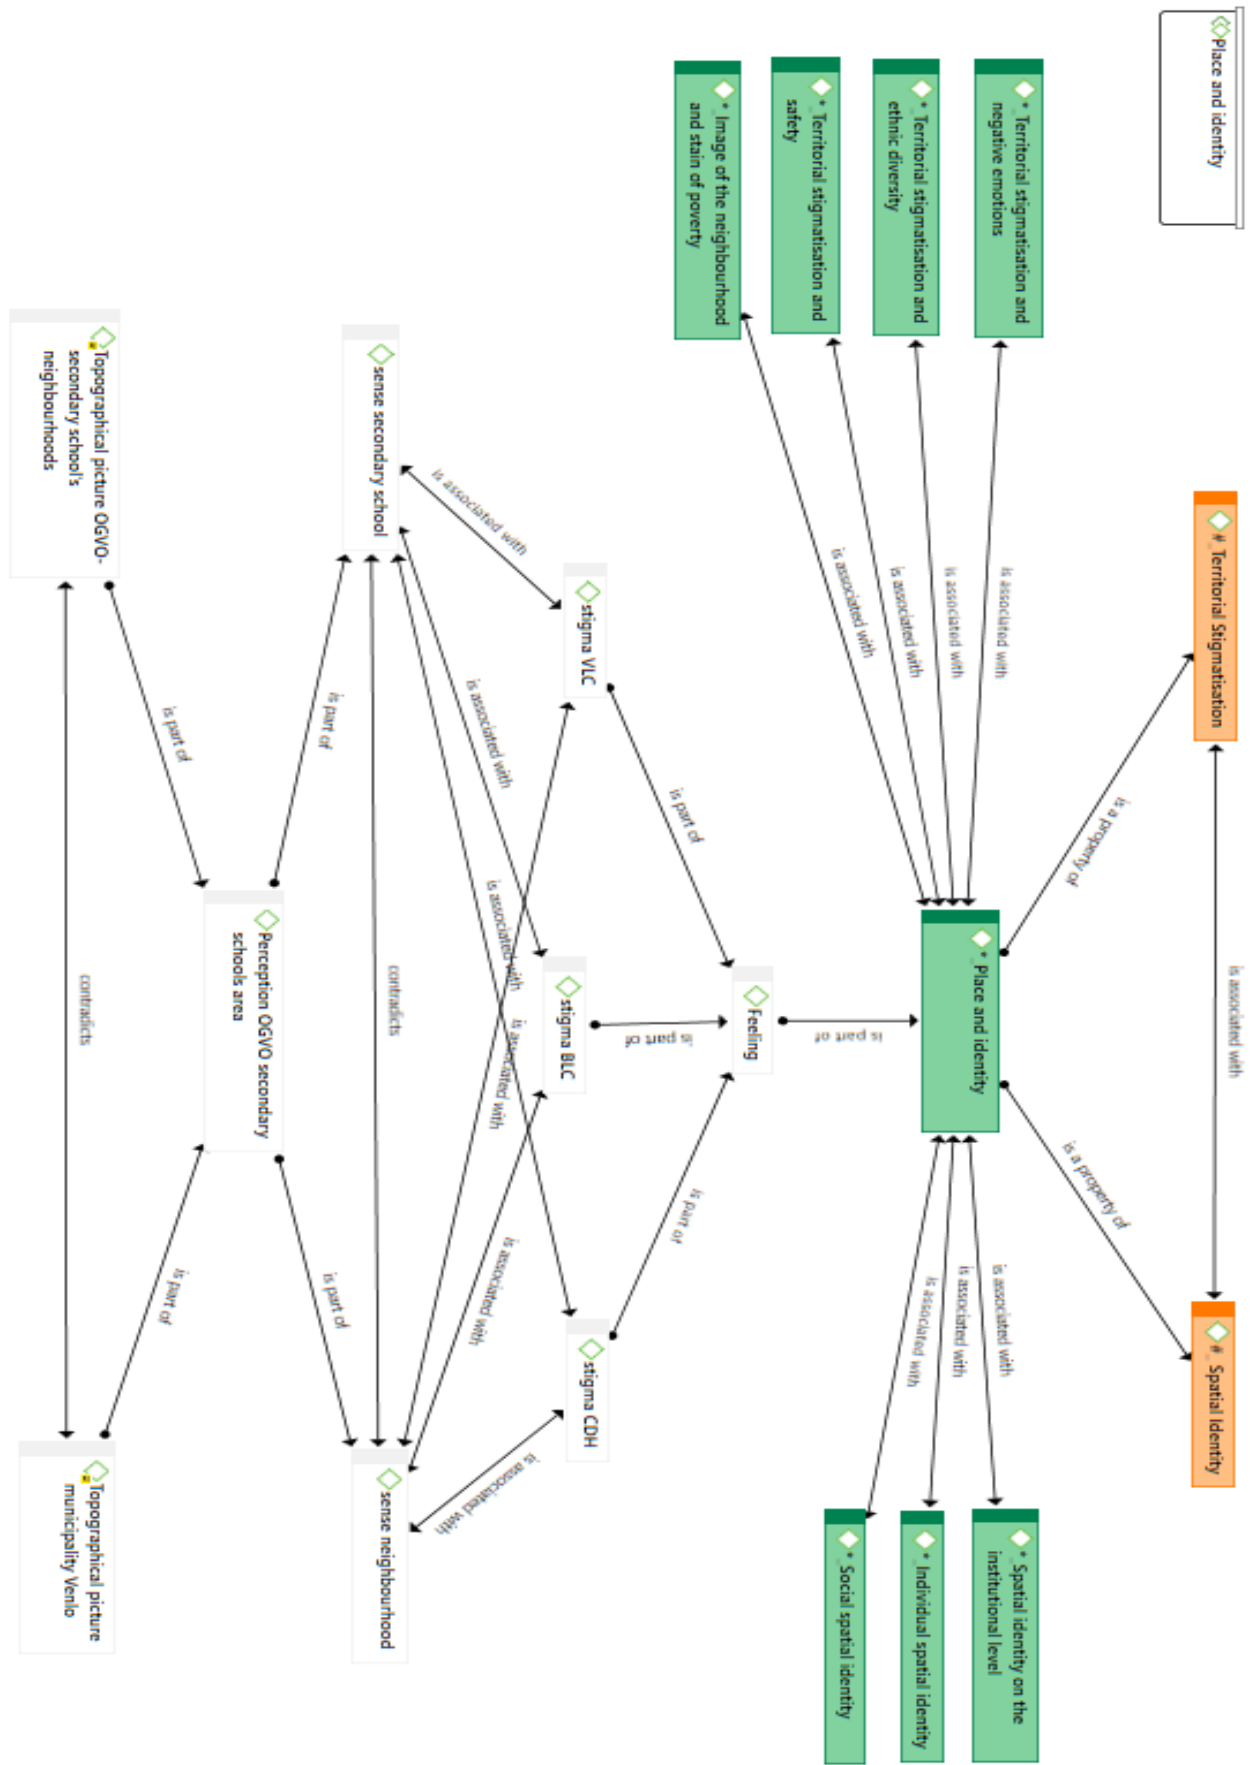 Place and identity
is associated with
# Territorial Stigmatisation
# Spatial Identity
is a property of
is a property of
* Territorial stigmatisation and
negative emotions
* Territorial stigmatisation and
ethnic diversity
* Territorial stigmatisation and
safety
* Image of the neighbourhood
and stain of poverty
is associated with
is associated with
is associated with
is associated with
* Place and identity
is associated with
is associated with
is associated with
* Spatial identity on the
institutional level
* Individual spatial identity
* Social spatial identity
is part of
Feeling
is part of
is part of
is part of
stigma VLC
stigma BLC
stigma CDH
is associated with
is associated with
is associated with
is associated with
is associated with
is associated with
sense secondary school
contradicts
sense neighbourhood
is part of
is part of
Perception OGVO secondary
schools area
is part of
is part of
Topographical picture OGVO-
secondary school's
neighbourhoods
contradicts
Topographical picture
municipality Venlo